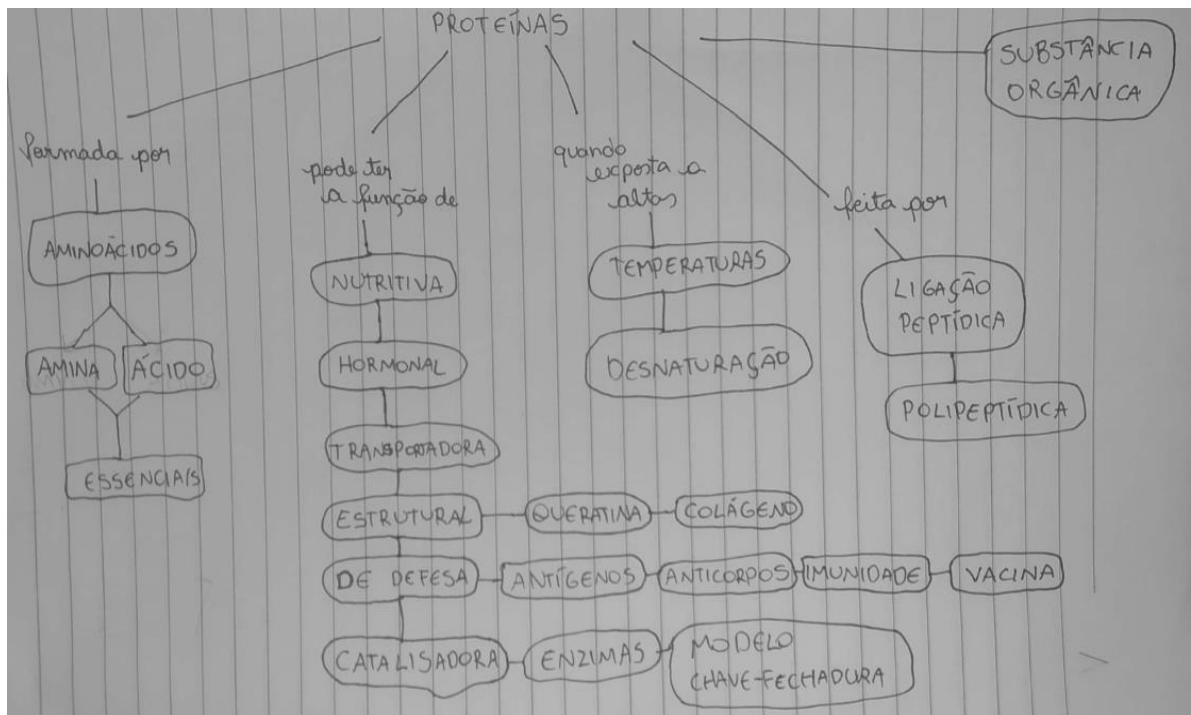 PROTEÍNAS
SUBSTÂNCIA
ORGÂNICA
formada por
AMINOÁCIDOS
AMINA
ÁCIDO
ESSENCIAIS
pode ter
a função de
NUTRITIVA
HORMONAL
TRANSPORTADORA
ESTRUTURAL
QUERATINA
COLÁGENO
DE DEFESA
ANTÍGENOS
ANTICORPOS
IMUNIDADE
VACINA
CATALISADORA
ENZIMAS
MODELO
CHAVE-FECHADURA
quando
exposta a
altas
TEMPERATURAS
DESNATURAÇÃO
feita por
LIGAÇÃO
PEPTÍDICA
POLIPEPTÍDICA